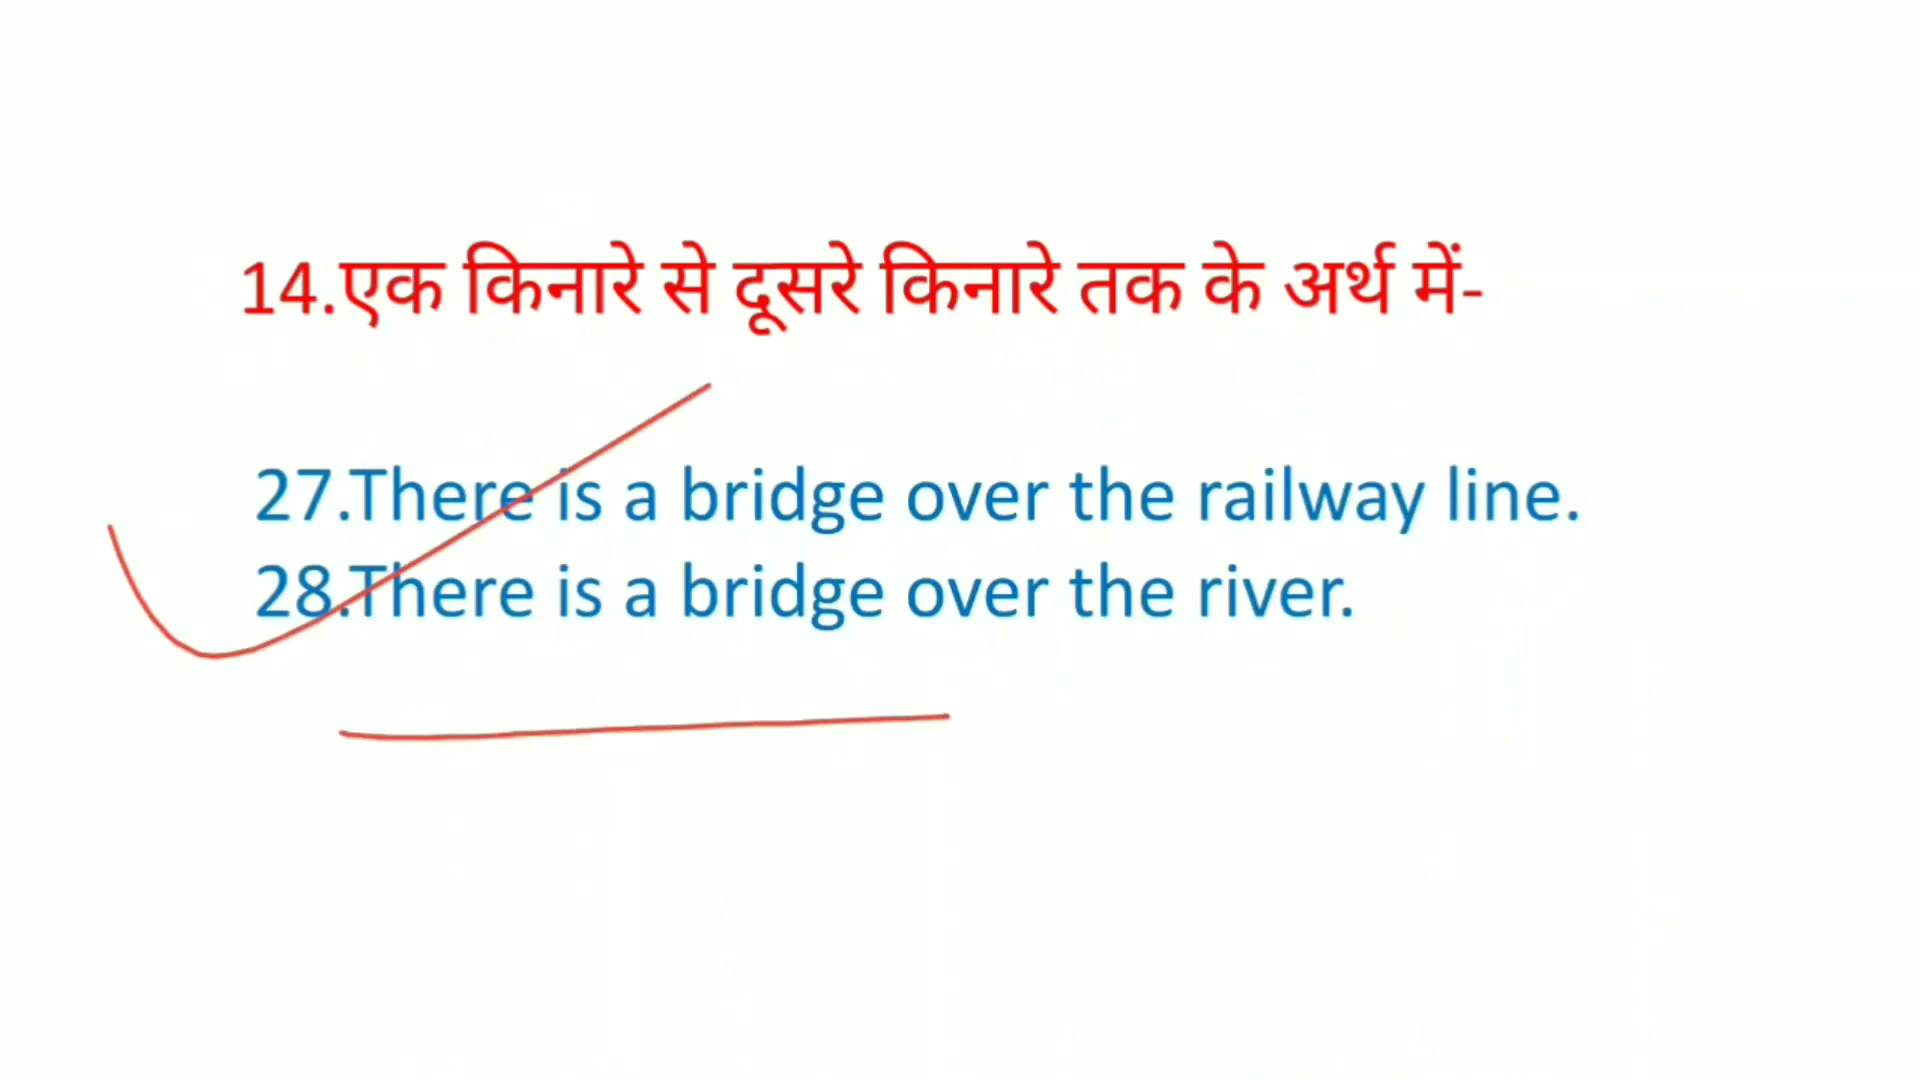 14.एक किनारे से दूसरे किनारे तक के अर्थ में-
27.There is a bridge over the railway line.
28.There is a bridge over the river.